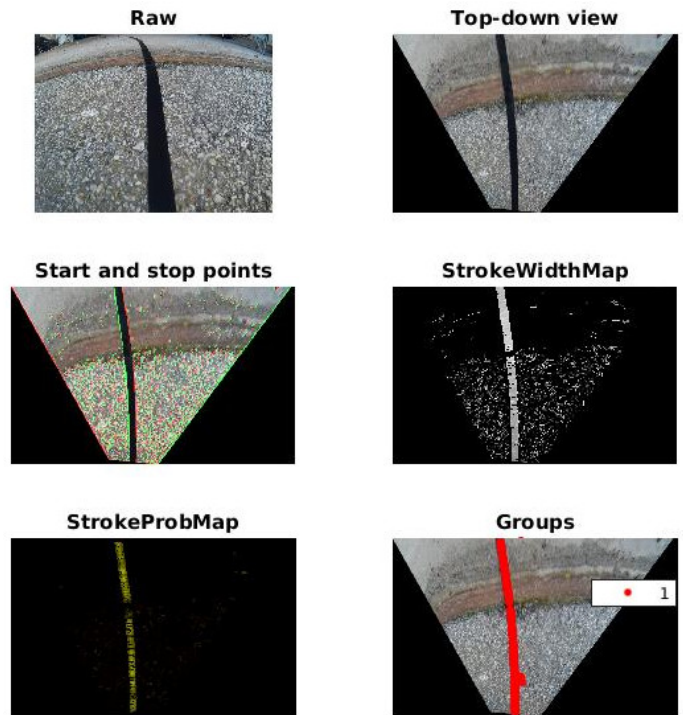 Raw
Top-down view
Start and stop points
StrokeWidthMap
StrokeProbMap
Groups
1